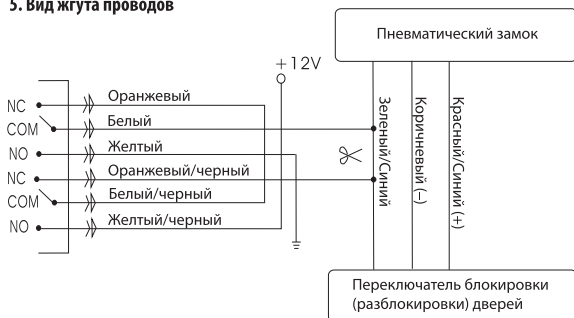 5. Вид жгута проводов
Пневматический замок
+12V
NC
Оранжевый
COM
Белый
NO
Желтый
NC
Оранжевый/черный
COM
Белый/черный
NO
Желтый/черный
Зеленый/Синий
Коричневый (–)
Красный/Синий (+)
Переключатель блокировки
(разблокировки) дверей